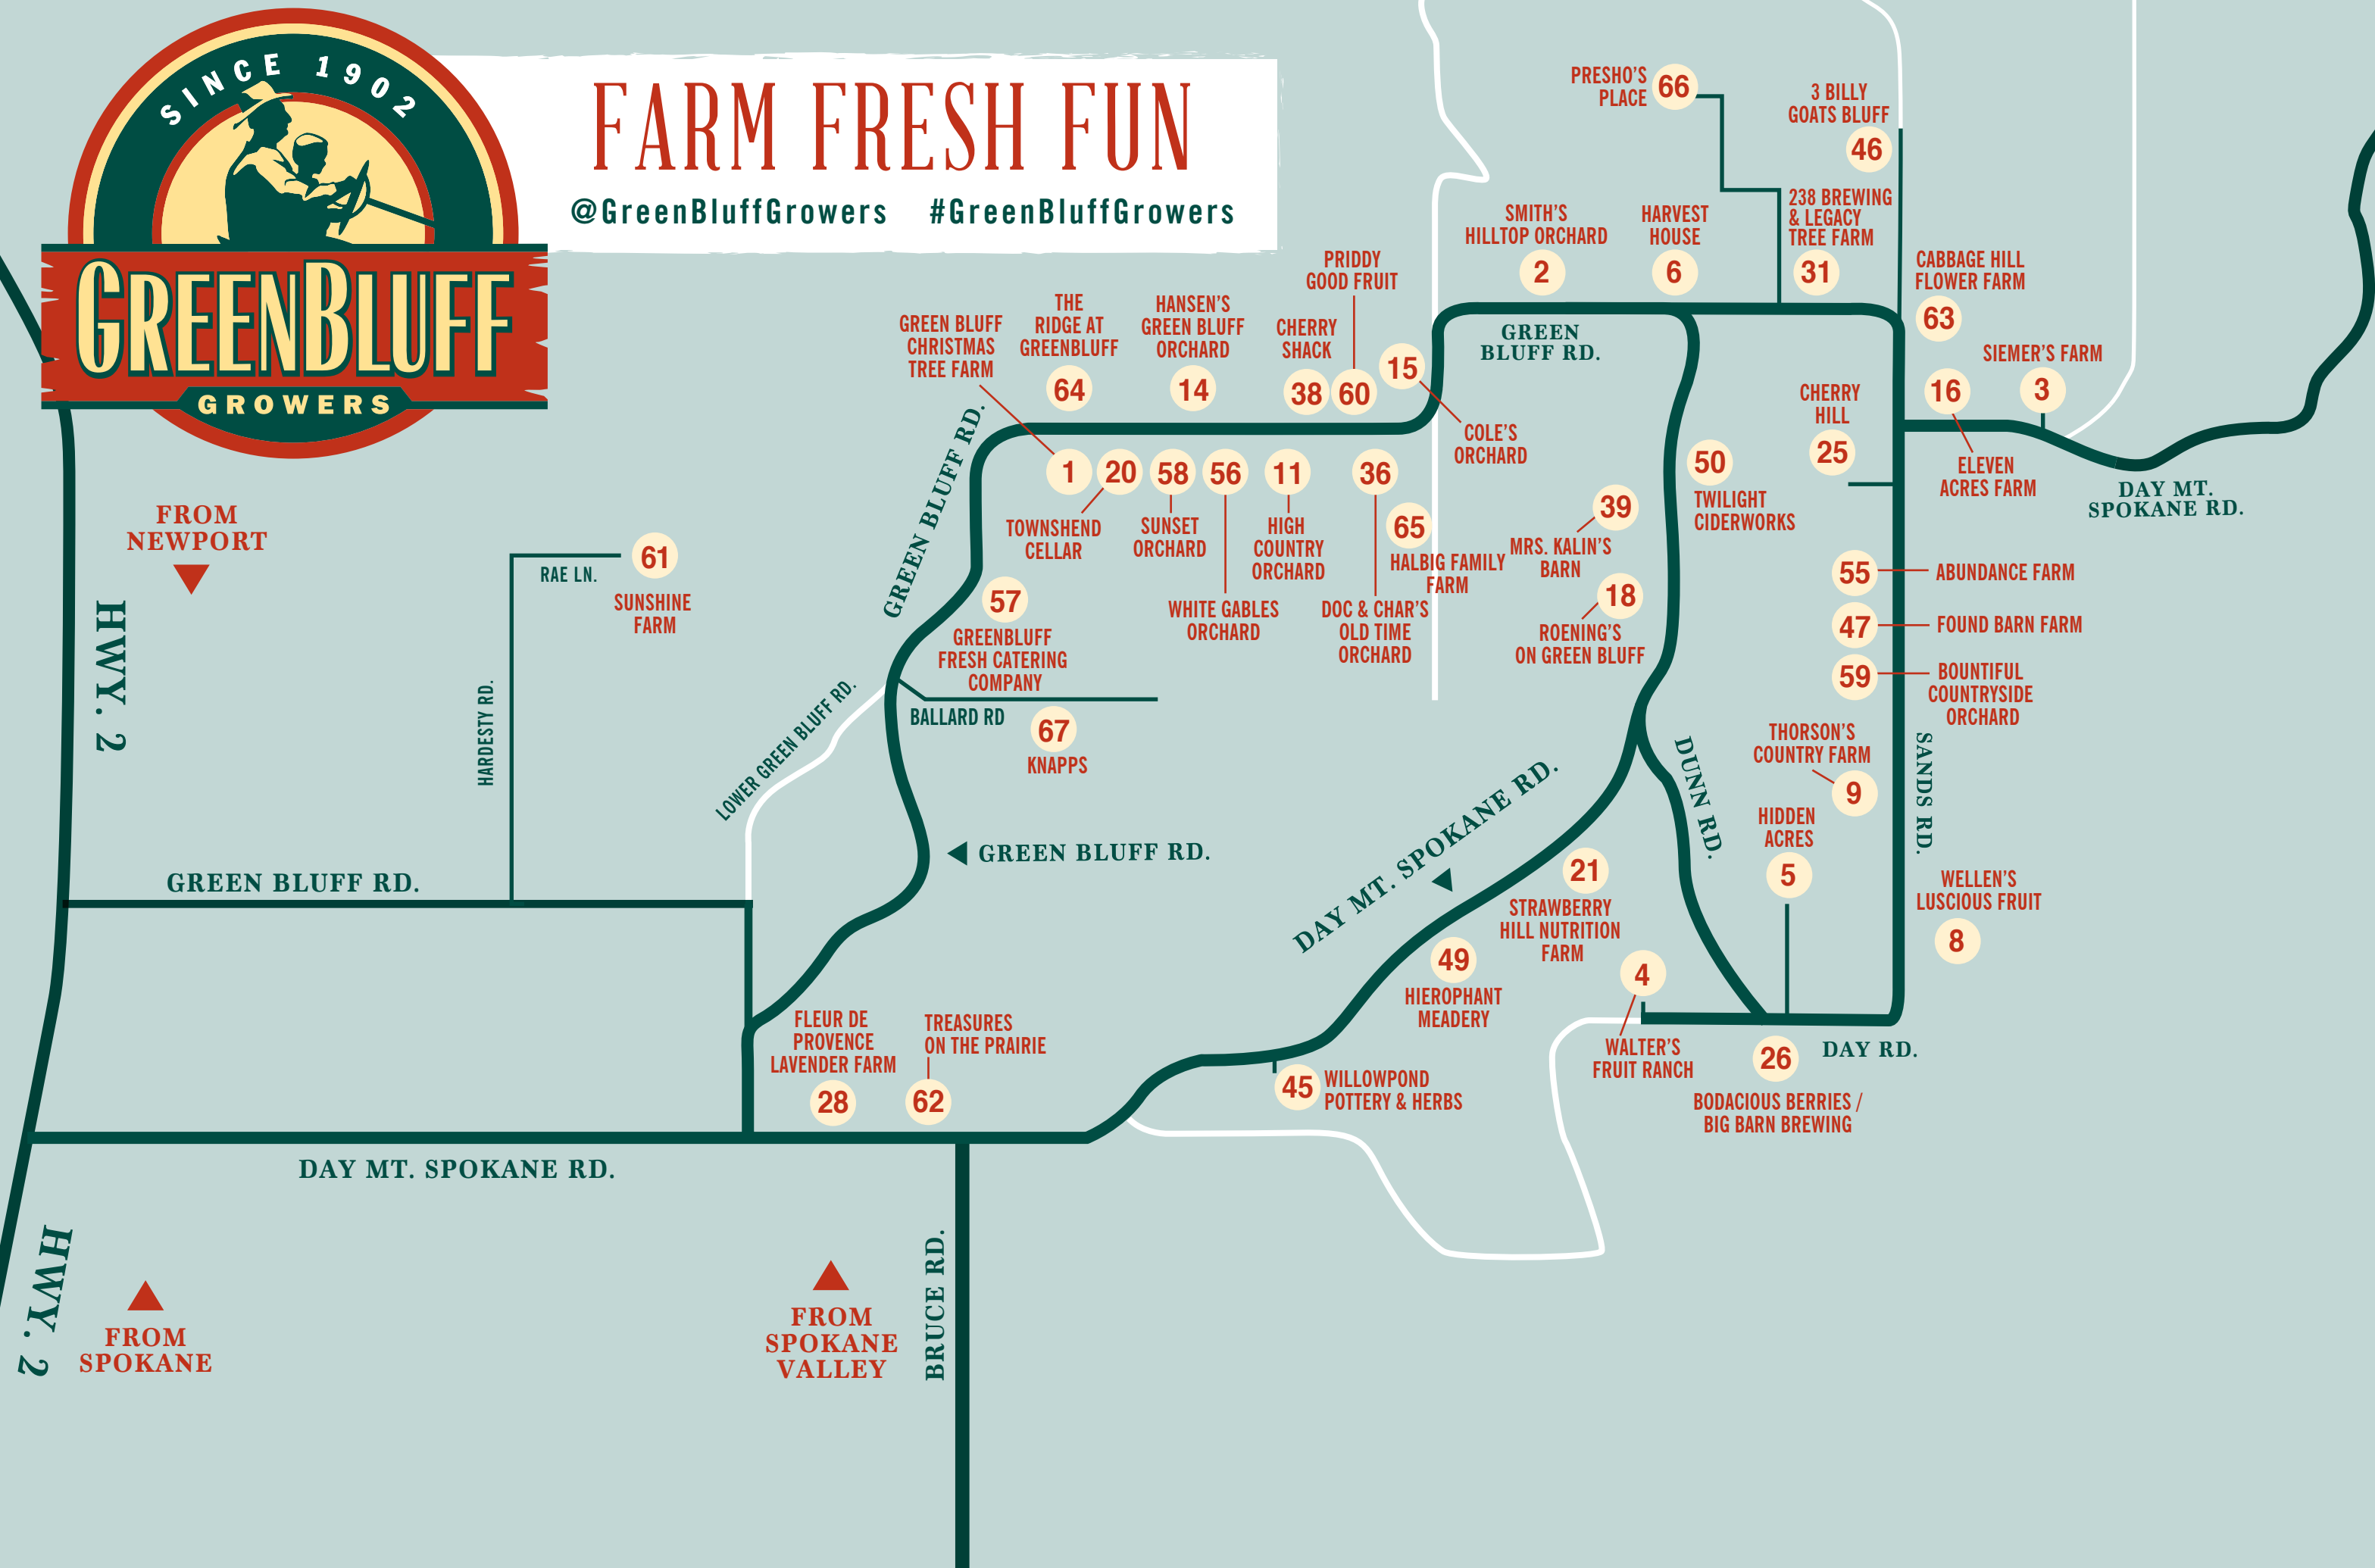 SINCE 1902
GREENBLUFF
GROWERS
FARM FRESH FUN
@GreenBluffGrowers #GreenBluffGrowers
PRESHO'S
PLACE
66
3 BILLY
GOATS BLUFF
46
238 BREWING
& LEGACY
TREE FARM
31
SMITH'S
HILLTOP ORCHARD
2
HARVEST
HOUSE
6
CABBAGE HILL
FLOWER FARM
63
SIEMER'S FARM
3
16
ELEVEN
ACRES FARM
DAY MT.
SPOKANE RD.
GREEN
BLUFF RD.
PRIDDY
GOOD FRUIT
60
CHERRY
SHACK
38
15
COLE'S
ORCHARD
HANSEN'S
GREEN BLUFF
ORCHARD
14
THE
RIDGE AT
GREENBLUFF
64
GREEN BLUFF
CHRISTMAS
TREE FARM
1
20
TOWNSHEND
CELLAR
58
SUNSET
ORCHARD
56
WHITE GABLES
ORCHARD
11
HIGH
COUNTRY
ORCHARD
36
DOC & CHAR'S
OLD TIME
ORCHARD
65
HALBIG FAMILY
FARM
39
MRS. KALIN'S
BARN
18
ROENING'S
ON GREEN BLUFF
50
TWILIGHT
CIDERWORKS
CHERRY
HILL
25
55
ABUNDANCE FARM
47
FOUND BARN FARM
59
BOUNTIFUL
COUNTRYSIDE
ORCHARD
THORSON'S
COUNTRY FARM
9
HIDDEN
ACRES
5
SANDS RD.
WELLEN'S
LUSCIOUS FRUIT
8
DUNN RD.
DAY RD.
26
BODACIOUS BERRIES /
BIG BARN BREWING
4
WALTER'S
FRUIT RANCH
21
STRAWBERRY
HILL NUTRITION
FARM
49
HIEROPHANT
MEADERY
DAY MT. SPOKANE RD.
45
WILLOWPOND
POTTERY & HERBS
GREEN BLUFF RD.
57
GREENBLUFF
FRESH CATERING
COMPANY
BALLARD RD
67
KNAPPS
LOWER GREEN BLUFF RD.
GREEN BLUFF RD.
FROM
NEWPORT
HWY. 2
61
RAE LN.
SUNSHINE
FARM
HARDESTY RD.
GREEN BLUFF RD.
FLEUR DE
PROVENCE
LAVENDER FARM
28
TREASURES
ON THE PRAIRIE
62
DAY MT. SPOKANE RD.
HWY. 2
FROM
SPOKANE
FROM
SPOKANE
VALLEY
BRUCE RD.